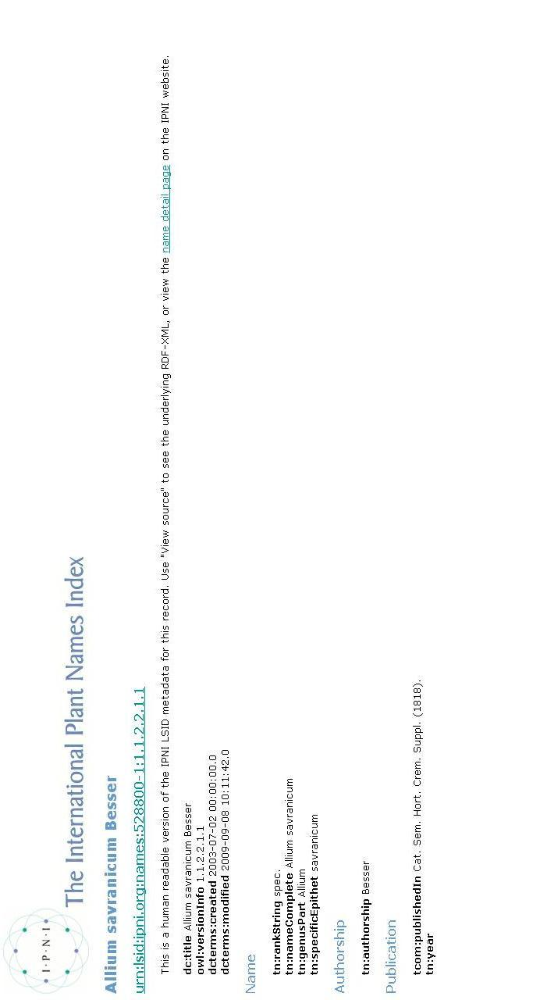 I·P·N·I
The International Plant Names Index
Allium savranicum Besser
urn:lsid:ipni.org:names:528800-1:1.1.2.2.1.1
This is a human readable version of the IPNI LSID metadata for this record. Use "View source" to see the underlying RDF-XML, or view the name detail page on the IPNI website.
dc:title Allium savranicum Besser
owl:versionInfo 1.1.2.2.1.1
dcterms:created 2003-07-02 00:00:00.0
dcterms:modified 2009-09-08 10:11:42.0
Name
tn:rankString spec.
tn:nameComplete Allium savranicum
tn:genusPart Allium
tn:specificEpithet savranicum
Authorship
tn:authorship Besser
Publication
tcom:publishedIn Cat. Sem. Hort. Crem. Suppl. (1818).
tn:year